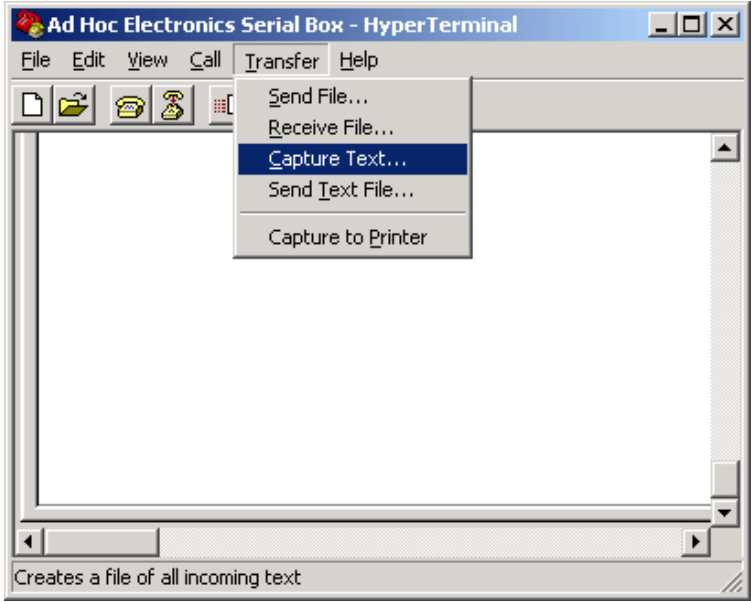 Ad Hoc Electronics Serial Box - HyperTerminal
File Edit View Call Transfer Help
Send File...
Receive File...
Capture Text...
Send Text File...
Capture to Printer
Creates a file of all incoming text